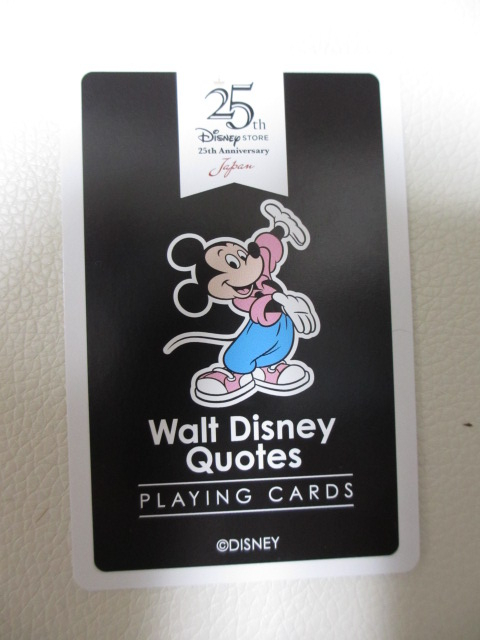 25th
Disney STORE
25th Anniversary
Japan
Walt Disney
Quotes
PLAYING CARDS
©DISNEY